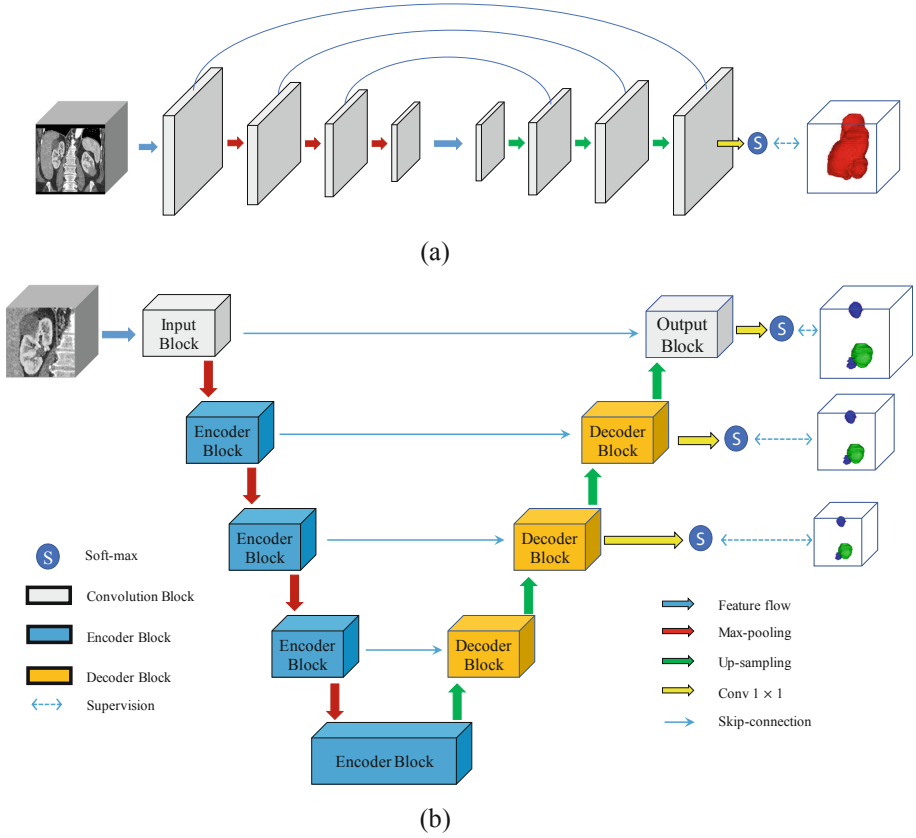 S
(a)
Input
Block
Output
Block
S
Encoder
Block
Decoder
Block
S
Encoder
Block
Decoder
Block
S
S
Soft-max
Convolution Block
Encoder Block
Decoder Block
Supervision
Encoder
Block
Decoder
Block
Feature flow
Max-pooling
Up-sampling
Conv 1 × 1
Skip-connection
Encoder Block
(b)